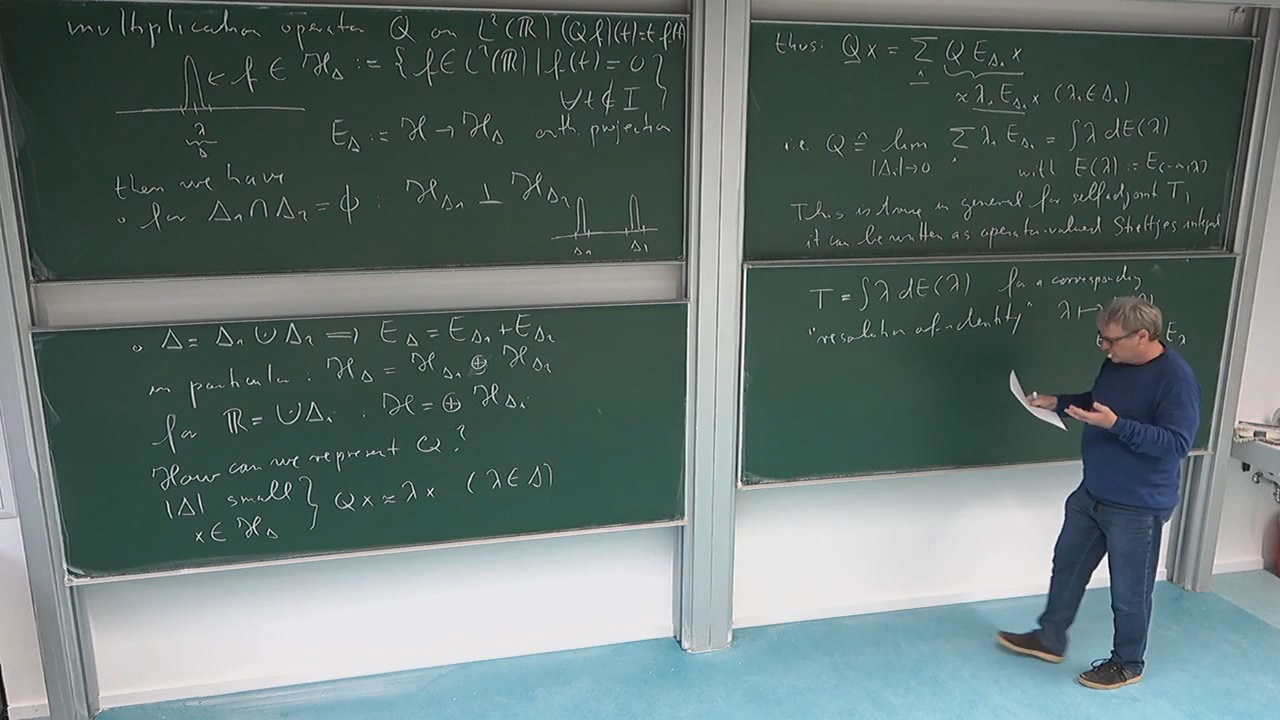 multiplication operator Q on L²(ℝ) (Qf)(t)=t f(t)
← f ∈ ℋ_Δ := { f ∈ L²(ℝ) | f(t) = 0
∀ t ∉ I }
λ
Δ
E_Δ := ℋ → ℋ_Δ orth projection
then we have
∘ for Δ₁ ∩ Δ₂ = ϕ : ℋ_Δ₁ ⊥ ℋ_Δ₂
Δ₂ Δ₁
∘ Δ = Δ₁ ∪̇ Δ₂ ⟹ E_Δ = E_Δ₁ + E_Δ₂
in particular: ℋ_Δ = ℋ_Δ₁ ⊕ ℋ_Δ₂
for ℝ = ∪̇ Δᵢ : ℋ = ⊕ ℋ_Δᵢ
How can we represent Q?
|Δ| small } Qx ≈ λx (λ ∈ Δ)
x ∈ ℋ_Δ
thus: Qx = ∑ᵢ Q E_Δᵢ x
≈ λᵢ E_Δᵢ x (λᵢ ∈ Δᵢ)
i.e. Q ≙ lim ∑ᵢ λᵢ E_Δᵢ = ∫ λ dE(λ)
|Δᵢ|→0 with E(λ) := E_(-∞,λ)
This is true in general for selfadjoint T,
it can be written as operator-valued Stieltjes integral
T = ∫ λ dE(λ) for a corresponding
"resolution of identity" λ ↦
E_λ